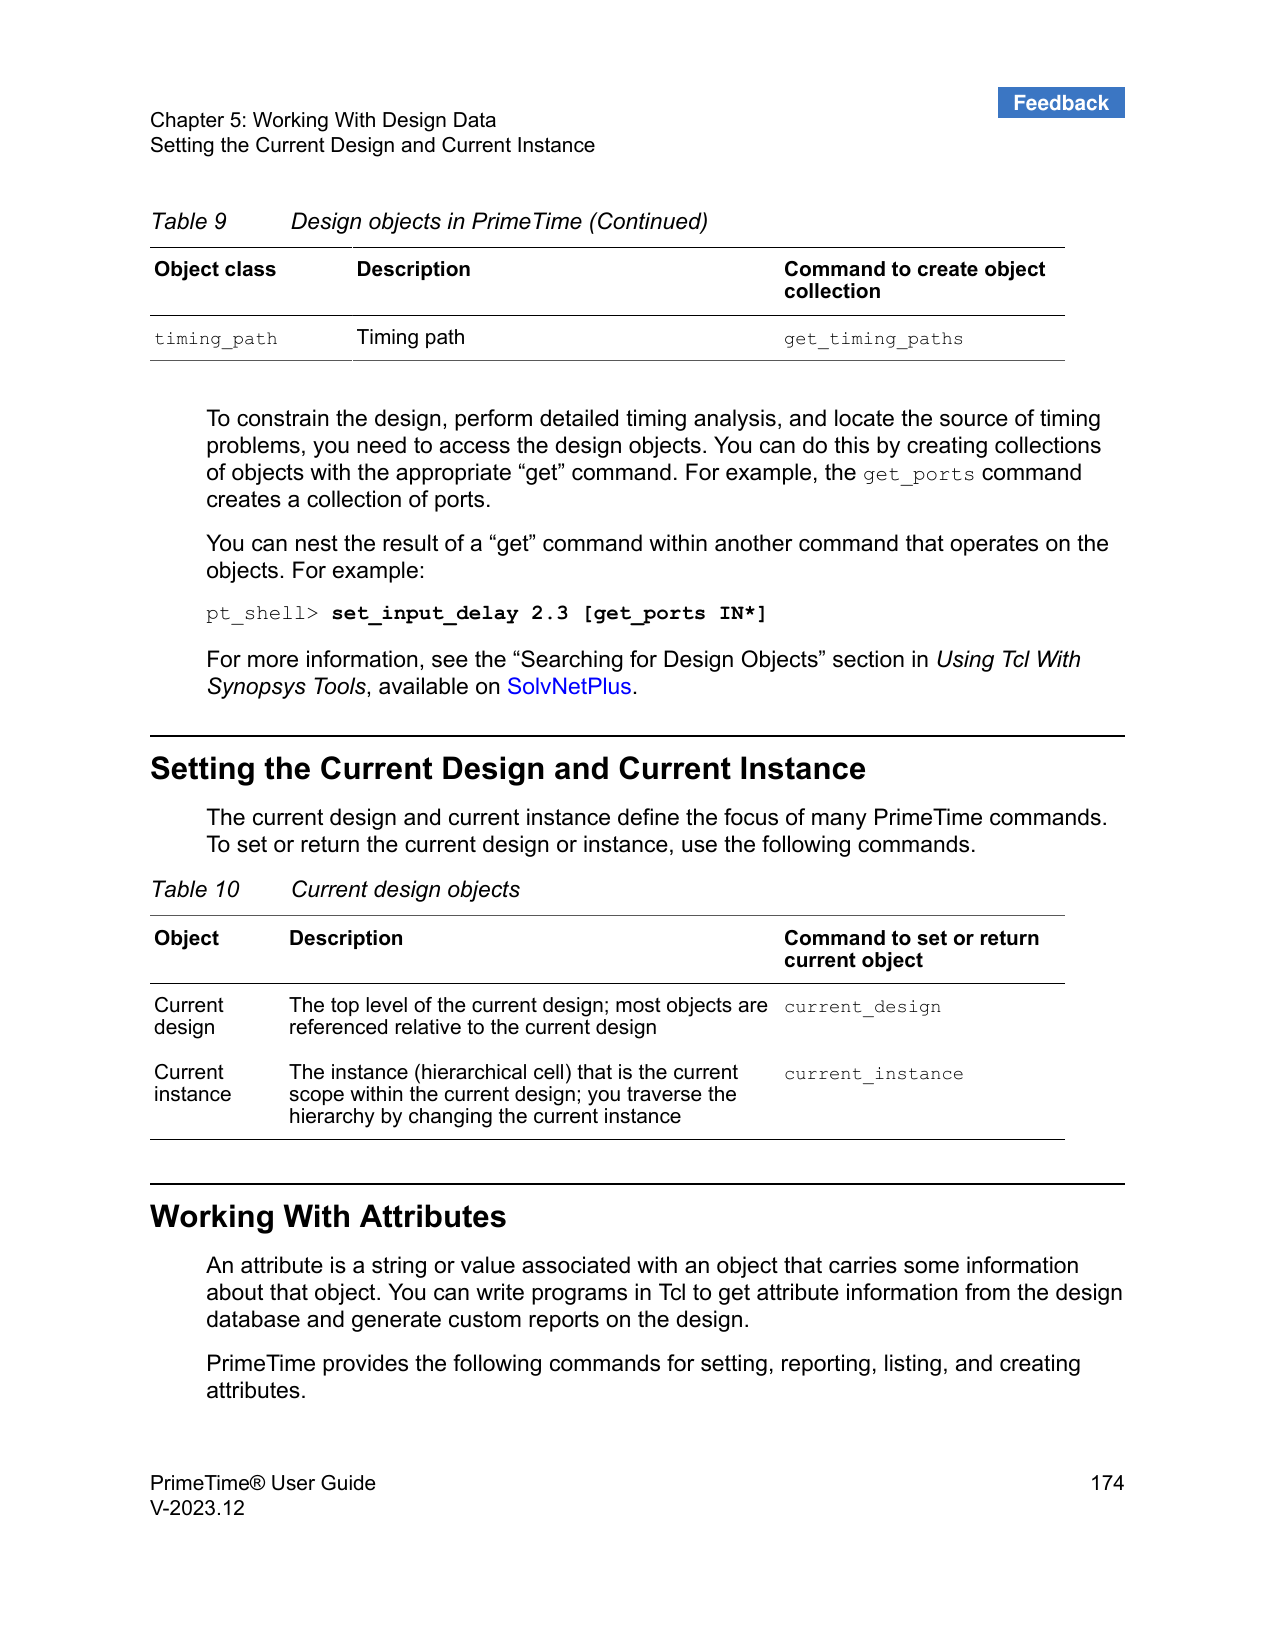 Feedback
Chapter 5: Working With Design Data
Setting the Current Design and Current Instance
Table 9 Design objects in PrimeTime (Continued)
Object class Description Command to create object
collection
timing_path Timing path get_timing_paths
To constrain the design, perform detailed timing analysis, and locate the source of timing
problems, you need to access the design objects. You can do this by creating collections
of objects with the appropriate “get” command. For example, the get_ports command
creates a collection of ports.
You can nest the result of a “get” command within another command that operates on the
objects. For example:
pt_shell> set_input_delay 2.3 [get_ports IN*]
For more information, see the “Searching for Design Objects” section in Using Tcl With
Synopsys Tools, available on SolvNetPlus.
Setting the Current Design and Current Instance
The current design and current instance define the focus of many PrimeTime commands.
To set or return the current design or instance, use the following commands.
Table 10 Current design objects
Object Description Command to set or return
current object
Current The top level of the current design; most objects are current_design
design referenced relative to the current design
Current The instance (hierarchical cell) that is the current current_instance
instance scope within the current design; you traverse the
hierarchy by changing the current instance
Working With Attributes
An attribute is a string or value associated with an object that carries some information
about that object. You can write programs in Tcl to get attribute information from the design
database and generate custom reports on the design.
PrimeTime provides the following commands for setting, reporting, listing, and creating
attributes.
PrimeTime® User Guide 174
V-2023.12